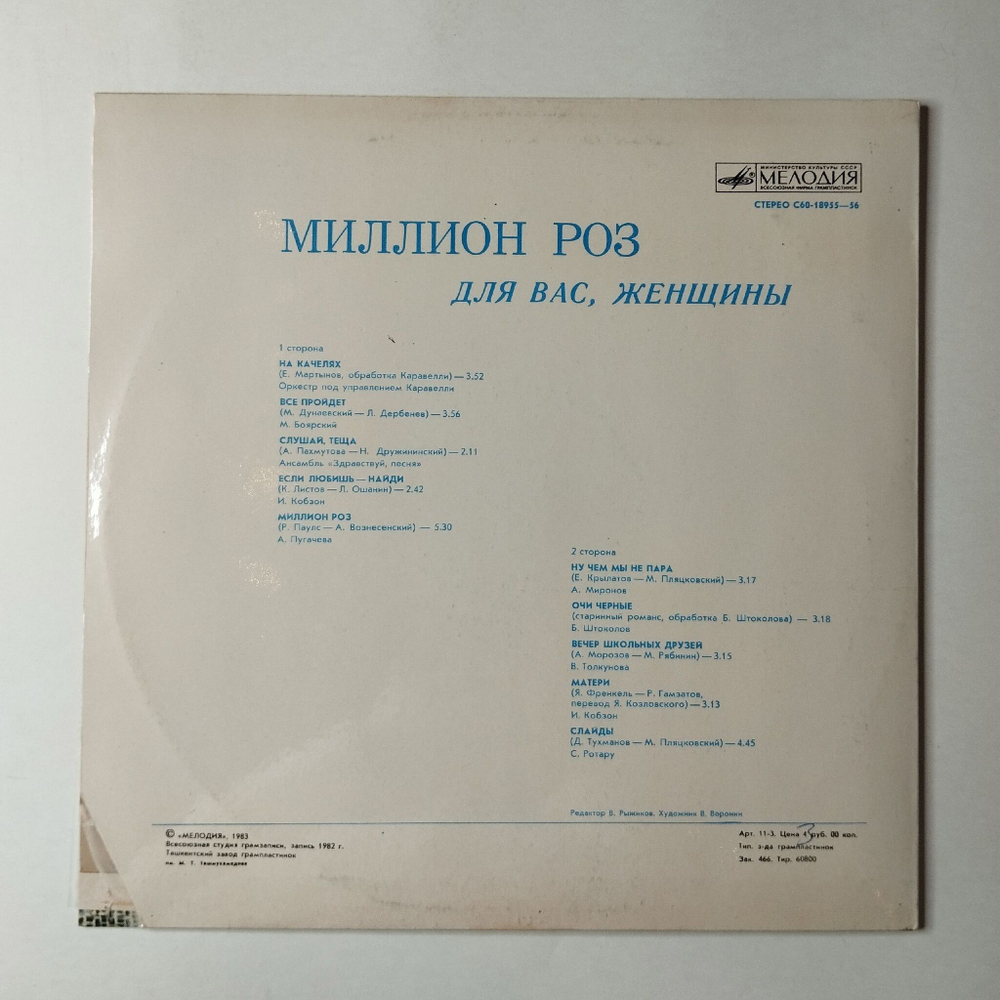 МИНИСТЕРСТВО КУЛЬТУРЫ СССР
МЕЛОДИЯ
ВСЕСОЮЗНАЯ ФИРМА ГРАМПЛАСТИНОК
СТЕРЕО С60-18955—56
МИЛЛИОН РОЗ
ДЛЯ ВАС, ЖЕНЩИНЫ
1 сторона
НА КАЧЕЛЯХ
(Е. Мартынов, обработка Каравелли) — 3.52
Оркестр под управлением Каравелли
ВСЕ ПРОЙДЕТ
(М. Дунаевский — Л. Дербенев) — 3.56
М. Боярский
СЛУШАЙ, ТЕЩА
(А. Пахмутова — Н. Дружининский) — 2.11
Ансамбль «Здравствуй, песня»
ЕСЛИ ЛЮБИШЬ — НАЙДИ
(К. Листов — Л. Ошанин) — 2.42
И. Кобзон
МИЛЛИОН РОЗ
(Р. Паулс — А. Вознесенский) — 5.30
А. Пугачева
2 сторона
НУ ЧЕМ МЫ НЕ ПАРА
(Е. Крылатов — М. Пляцковский) — 3.17
А. Миронов
ОЧИ ЧЕРНЫЕ
(старинный романс, обработка Б. Штоколова) — 3.18
Б. Штоколов
ВЕЧЕР ШКОЛЬНЫХ ДРУЗЕЙ
(А. Морозов — М. Рябинин) — 3.15
В. Толкунова
МАТЕРИ
(Я. Френкель — Р. Гамзатов,
перевод Я. Козловского) — 3.13
И. Кобзон
СЛАЙДЫ
(Д. Тухманов — М. Пляцковский) — 4.45
С. Ротару
Редактор В. Рыжиков. Художник В. Воронин
© «МЕЛОДИЯ», 1983
Всесоюзная студия грамзаписи, запись 1982 г.
Ташкентский завод грампластинок
им. М. Т. Ташмухамедова
Арт. 11-3. Цена 3 руб. 00 коп.
Тип. з-да грампластинок
Зак. 466. Тир. 60800